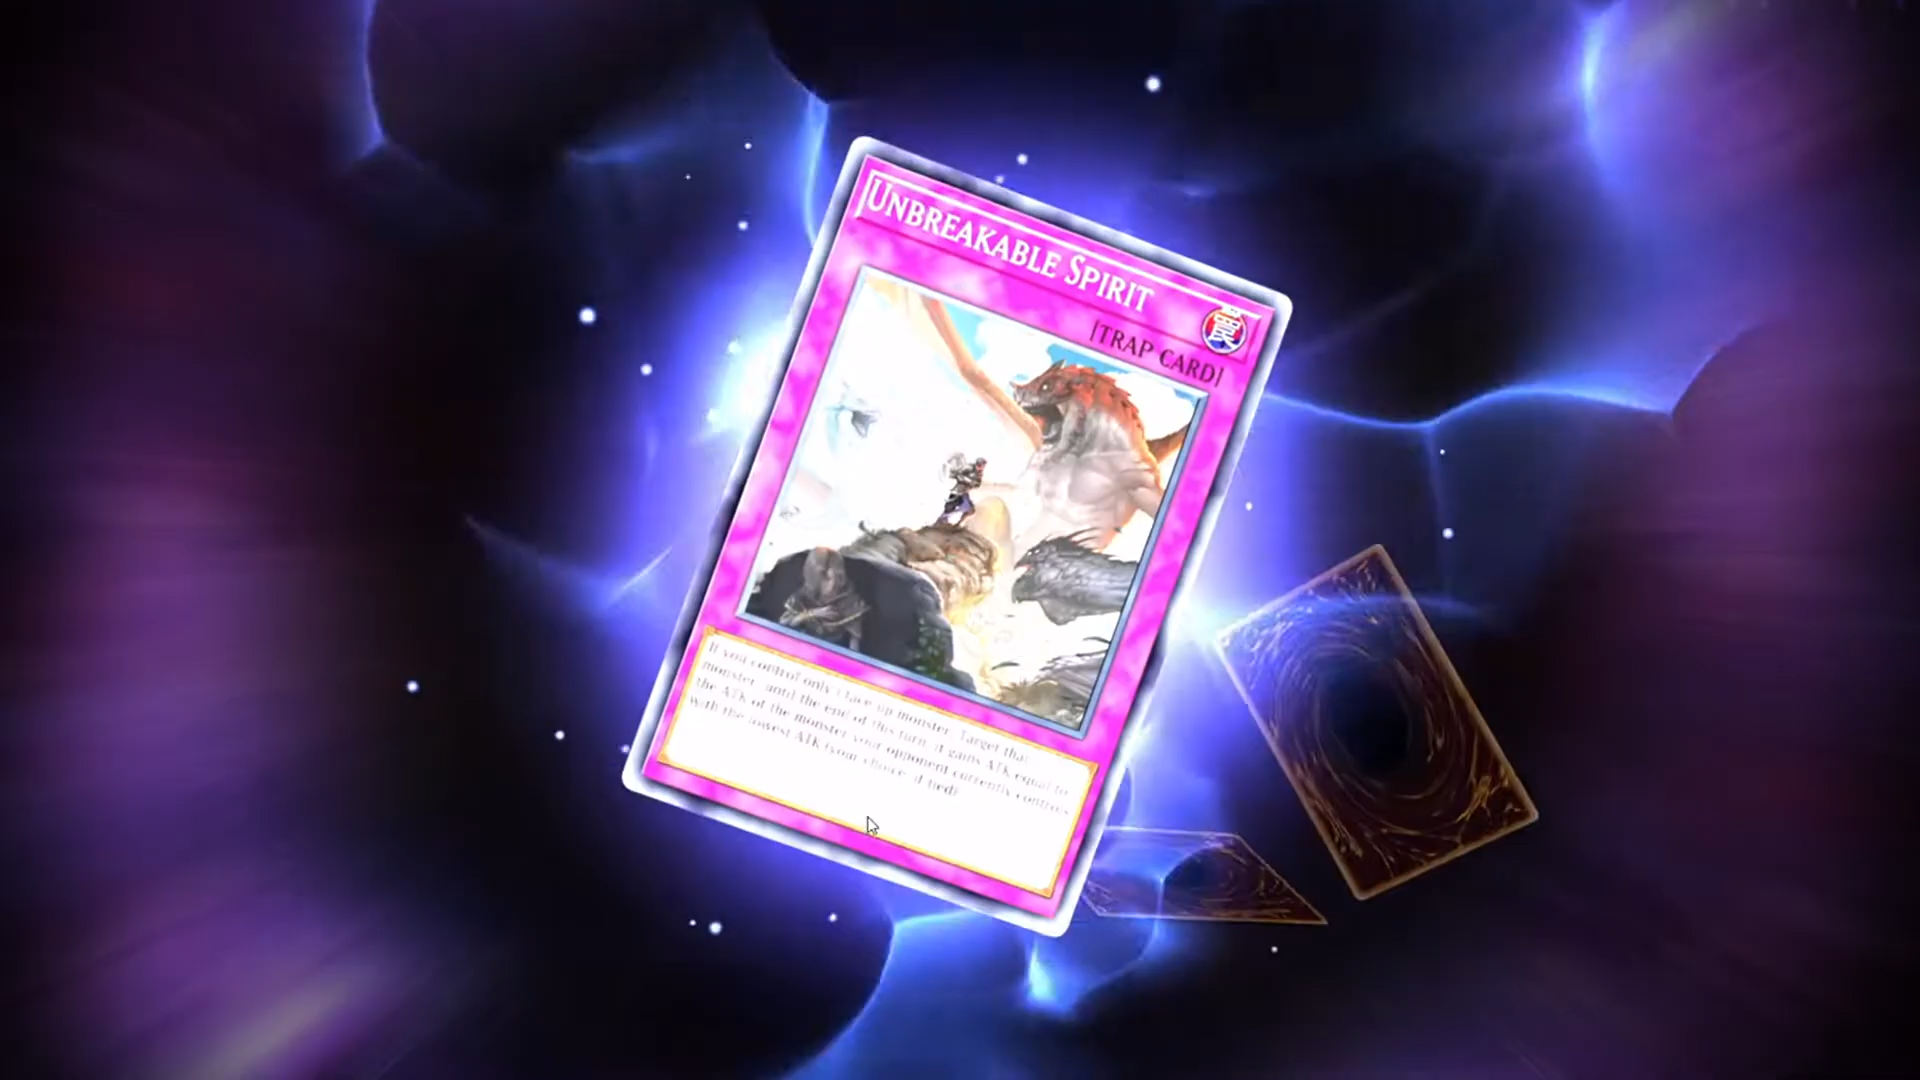 UNBREAKABLE SPIRIT
罠
[TRAP CARD]
If you control only 1 face-up monster: Target that
monster; until the end of this turn, it gains ATK equal to
the ATK of the monster your opponent currently controls
with the lowest ATK (your choice, if tied).